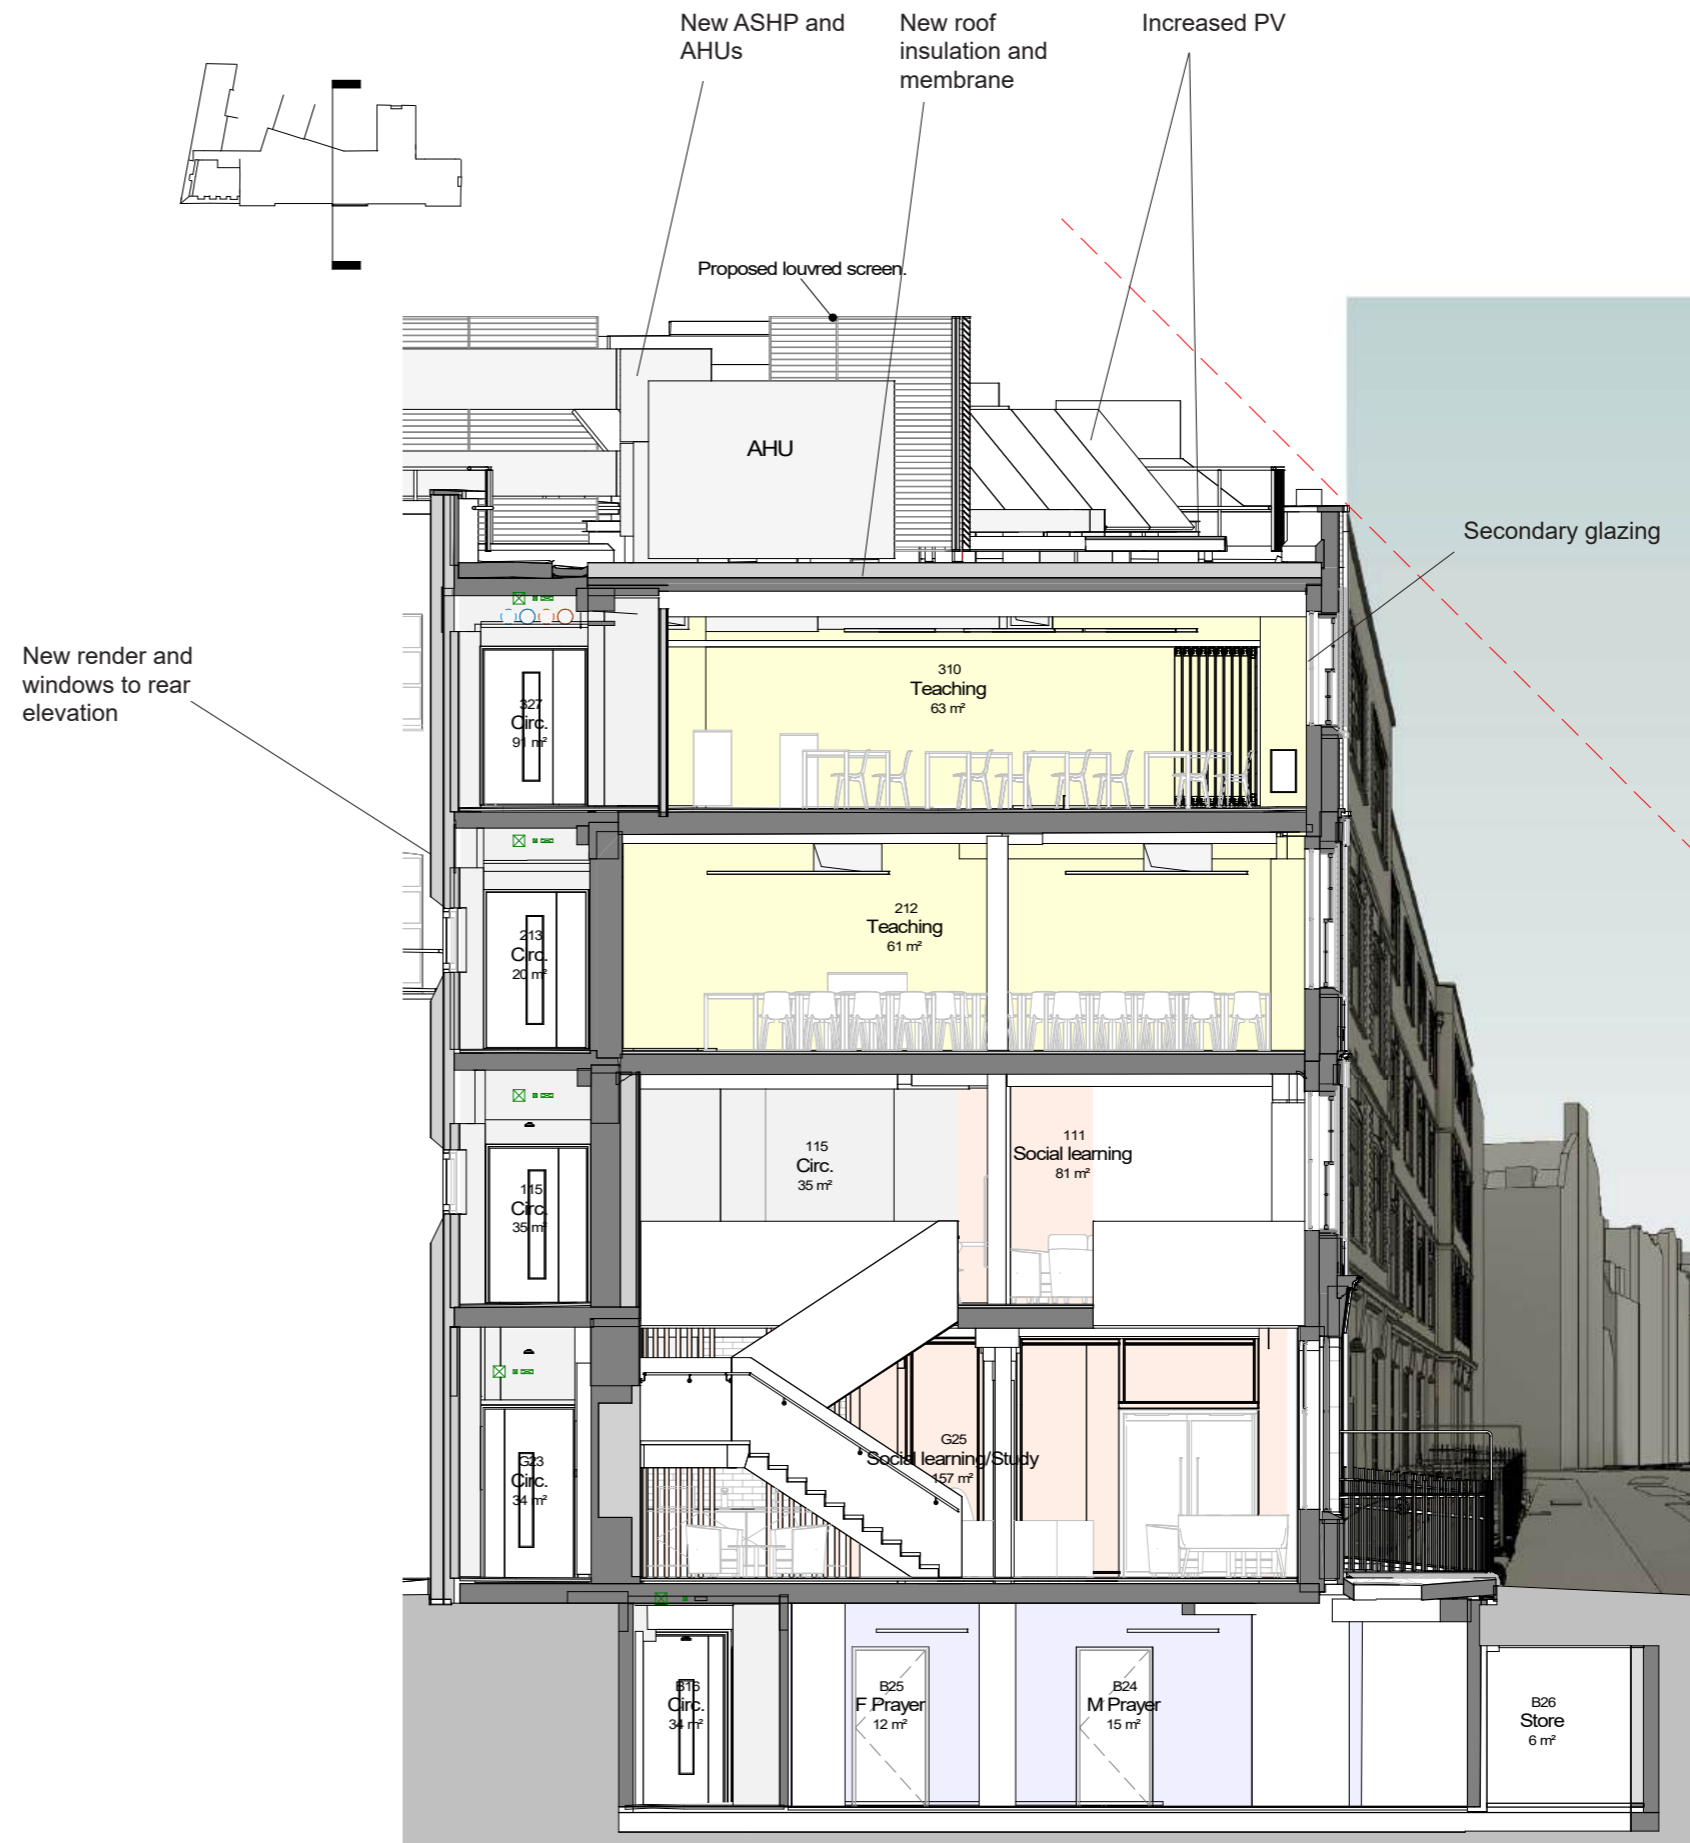 New ASHP and
AHUs
New roof
insulation and
membrane
Increased PV
Proposed louvred screen.
AHU
Secondary glazing
New render and
windows to rear
elevation
327
Circ.
91 m²
310
Teaching
63 m²
213
Circ.
20 m²
212
Teaching
61 m²
115
Circ.
35 m²
115
Circ.
35 m²
111
Social learning
81 m²
G23
Circ.
34 m²
G25
Social learning/Study
157 m²
B16
Circ.
34 m²
B25
F Prayer
12 m²
B24
M Prayer
15 m²
B26
Store
6 m²